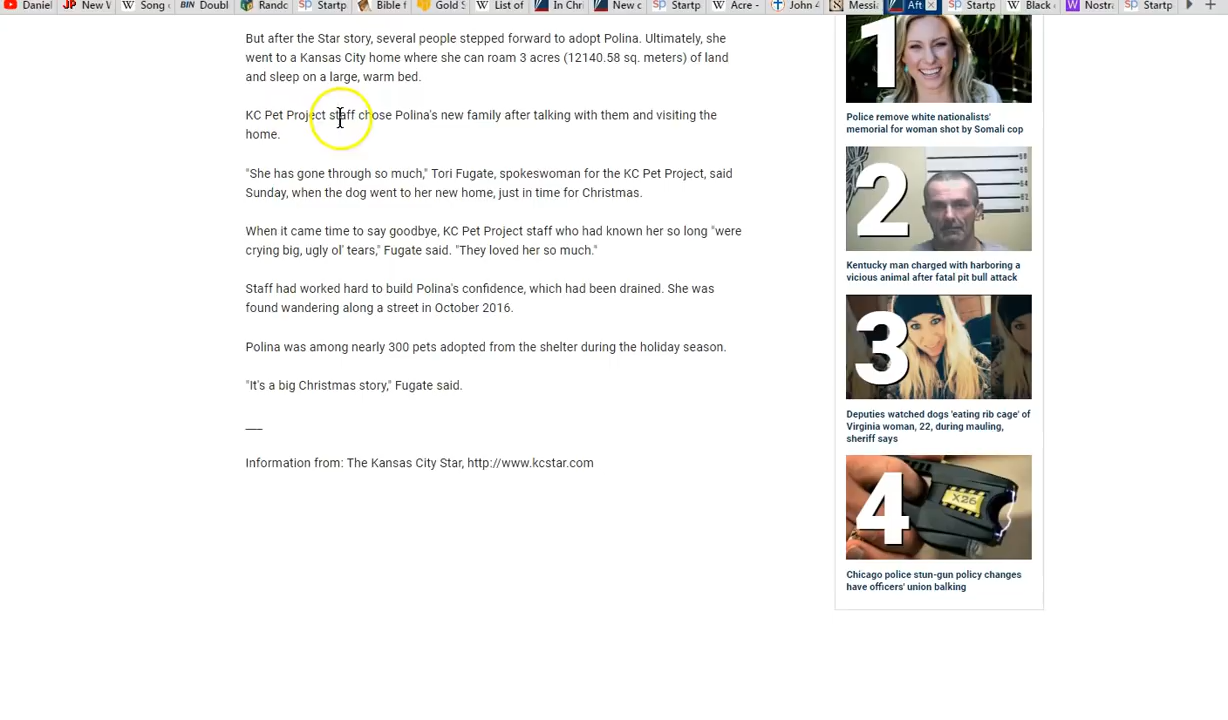 Daniel
New W
Song o
BIN Doubl
Rando
SP Startp
Bible f
Gold S
W List of
In Chri
New c
SP Startp
W Acre -
John 4
Messia
Aft
SP Startp
W Black
Nostra
SP Startp
But after the Star story, several people stepped forward to adopt Polina. Ultimately, she
went to a Kansas City home where she can roam 3 acres (12140.58 sq. meters) of land
and sleep on a large, warm bed.
KC Pet Project staff chose Polina's new family after talking with them and visiting the
home.
"She has gone through so much," Tori Fugate, spokeswoman for the KC Pet Project, said
Sunday, when the dog went to her new home, just in time for Christmas.
When it came time to say goodbye, KC Pet Project staff who had known her so long "were
crying big, ugly ol' tears," Fugate said. "They loved her so much."
Staff had worked hard to build Polina's confidence, which had been drained. She was
found wandering along a street in October 2016.
Polina was among nearly 300 pets adopted from the shelter during the holiday season.
"It's a big Christmas story," Fugate said.
Information from: The Kansas City Star, http://www.kcstar.com
1
Police remove white nationalists'
memorial for woman shot by Somali cop
2
Kentucky man charged with harboring a
vicious animal after fatal pit bull attack
3
Deputies watched dogs 'eating rib cage' of
Virginia woman, 22, during mauling,
sheriff says
4
X26
Chicago police stun-gun policy changes
have officers' union balking